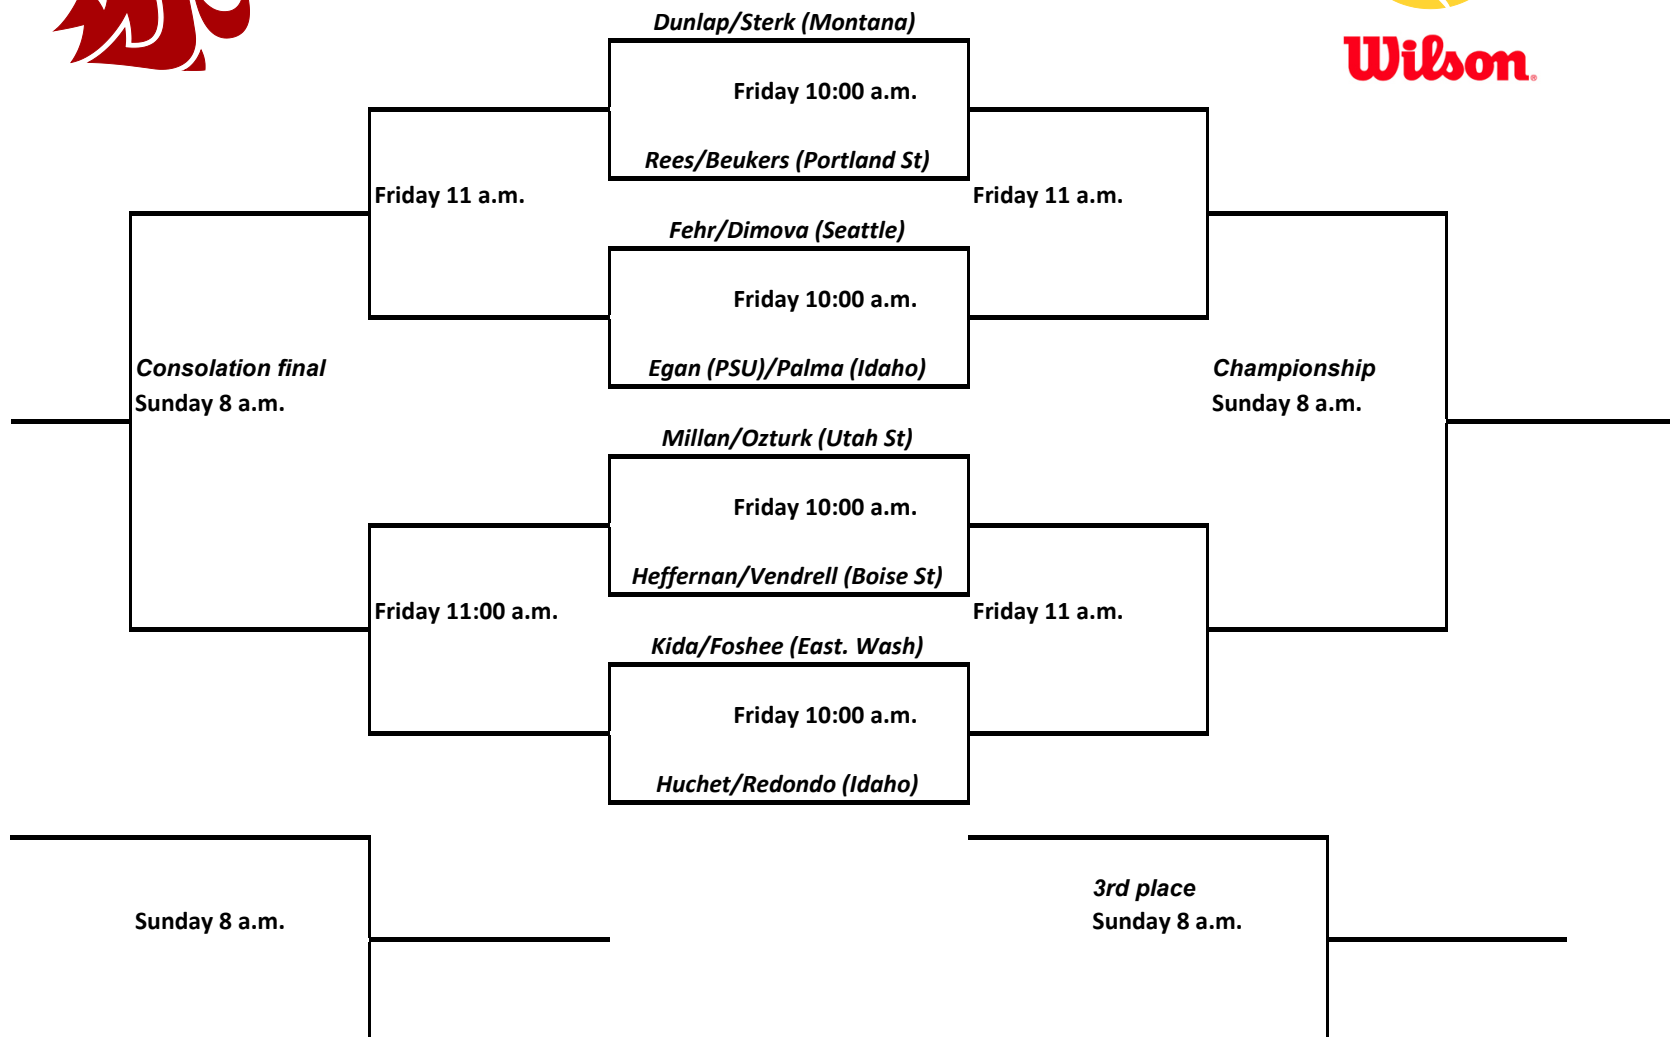 Dunlap/Sterk (Montana)
Wilson
Friday 10:00 a.m.
Rees/Beukers (Portland St)
Friday 11 a.m.
Friday 11 a.m.
Fehr/Dimova (Seattle)
Friday 10:00 a.m.
Consolation final
Egan (PSU)/Palma (Idaho)
Championship
Sunday 8 a.m.
Sunday 8 a.m.
Millan/Ozturk (Utah St)
Friday 10:00 a.m.
Heffernan/Vendrell (Boise St)
Friday 11:00 a.m.
Friday 11 a.m.
Kida/Foshee (East. Wash)
Friday 10:00 a.m.
Huchet/Redondo (Idaho)
3rd place
Sunday 8 a.m.
Sunday 8 a.m.